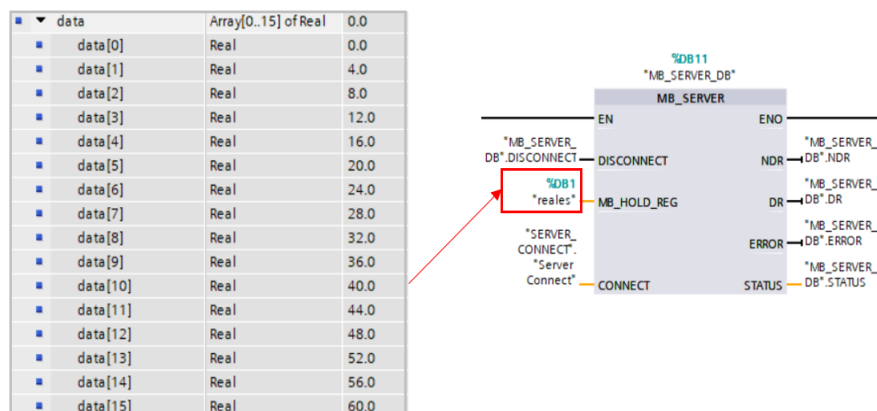 data Array[0..15] of Real 0.0
data[0] Real 0.0
data[1] Real 4.0
data[2] Real 8.0
data[3] Real 12.0
data[4] Real 16.0
data[5] Real 20.0
data[6] Real 24.0
data[7] Real 28.0
data[8] Real 32.0
data[9] Real 36.0
data[10] Real 40.0
data[11] Real 44.0
data[12] Real 48.0
data[13] Real 52.0
data[14] Real 56.0
data[15] Real 60.0
%DB11
"MB_SERVER_DB"
MB_SERVER
EN ENO
"MB_SERVER_
DB".DISCONNECT DISCONNECT
NDR "MB_SERVER_
DB".NDR
%DB1
"reales" MB_HOLD_REG
DR "MB_SERVER_
DB".DR
ERROR "MB_SERVER_
DB".ERROR
"SERVER_
CONNECT".
"Server
Connect" CONNECT
STATUS "MB_SERVER_
DB".STATUS